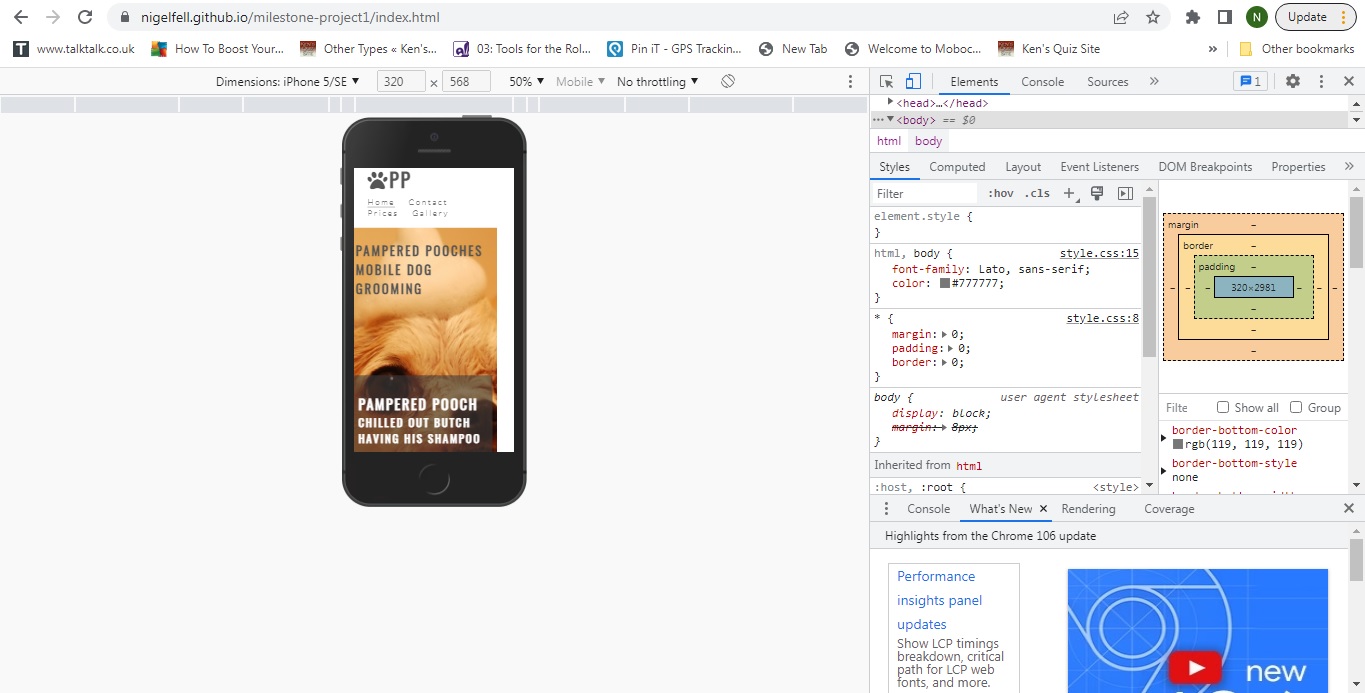 nigelfell.github.io/milestone-project1/index.html
N
Update
T www.talktalk.co.uk
How To Boost Your...
Other Types « Ken's...
03: Tools for the Rol...
Pin iT - GPS Trackin...
New Tab
Welcome to Moboc...
Ken's Quiz Site
»
Other bookmarks
Dimensions: iPhone 5/SE ▼ 320 × 568 50% ▼ Mobile ▼ No throttling ▼
PP
Home Contact
Prices Gallery
PAMPERED POOCHES
MOBILE DOG
GROOMING
PAMPERED POOCH
CHILLED OUT BUTCH
HAVING HIS SHAMPOO
Elements Console Sources » 1
<head>…</head>
<body> == $0
html body
Styles Computed Layout Event Listeners DOM Breakpoints Properties »
Filter :hov .cls +
element.style {
}
html, body { style.css:15
font-family: Lato, sans-serif;
color: #777777;
}
* { style.css:8
margin: 0;
padding: 0;
border: 0;
}
body { user agent stylesheet
display: block;
margin: 8px;
}
Inherited from html
:host, :root { <style>
margin –
border –
padding –
– – – 320×2981 – – –
–
–
–
Filte Show all Group
border-bottom-color
rgb(119, 119, 119)
border-bottom-style
none
Console What's New × Rendering Coverage
Highlights from the Chrome 106 update
Performance
insights panel
updates
Show LCP timings
breakdown, critical
path for LCP web
fonts, and more.
new